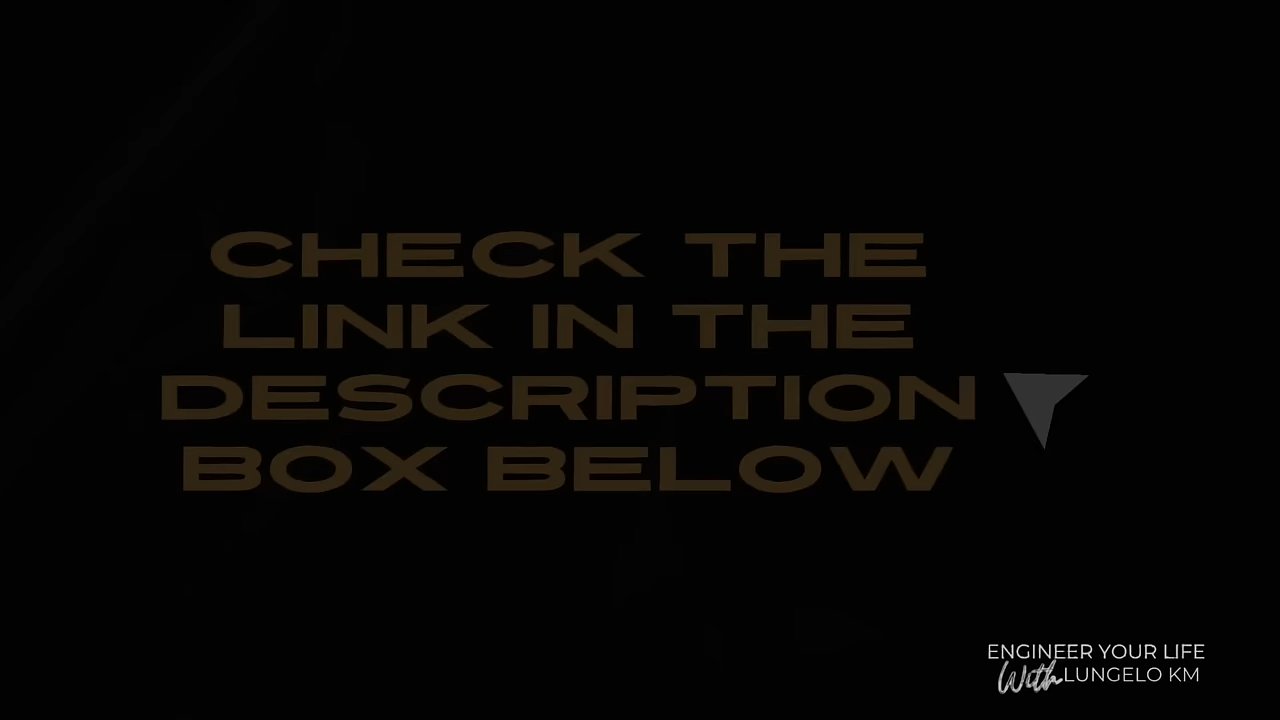 CHECK THE
LINK IN THE
DESCRIPTION
BOX BELOW
ENGINEER YOUR LIFE
With LUNGELO KM